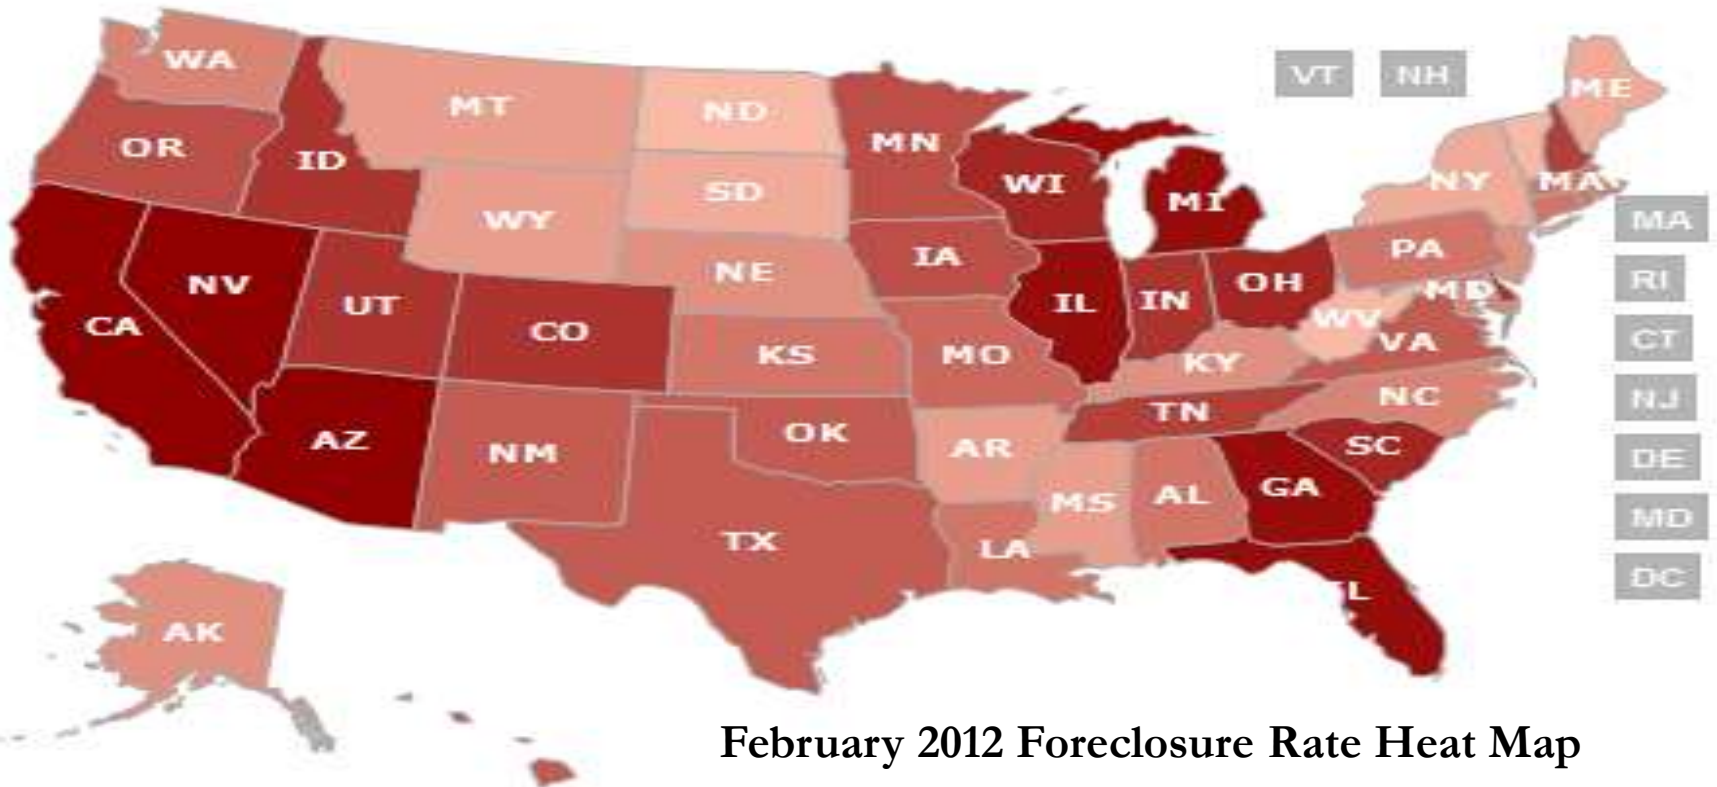 WA
MT
ND
MN
VT
NH
ME
OR
ID
SD
WI
MI
NY
MA
WY
NE
IA
PA
MA
NV
UT
CO
IL
IN
OH
MD
RI
CA
KS
MO
KY
WV
VA
CT
AZ
NM
OK
AR
TN
NC
NJ
TX
LA
MS
AL
GA
SC
DE
MD
AK
L
DC
February 2012 Foreclosure Rate Heat Map